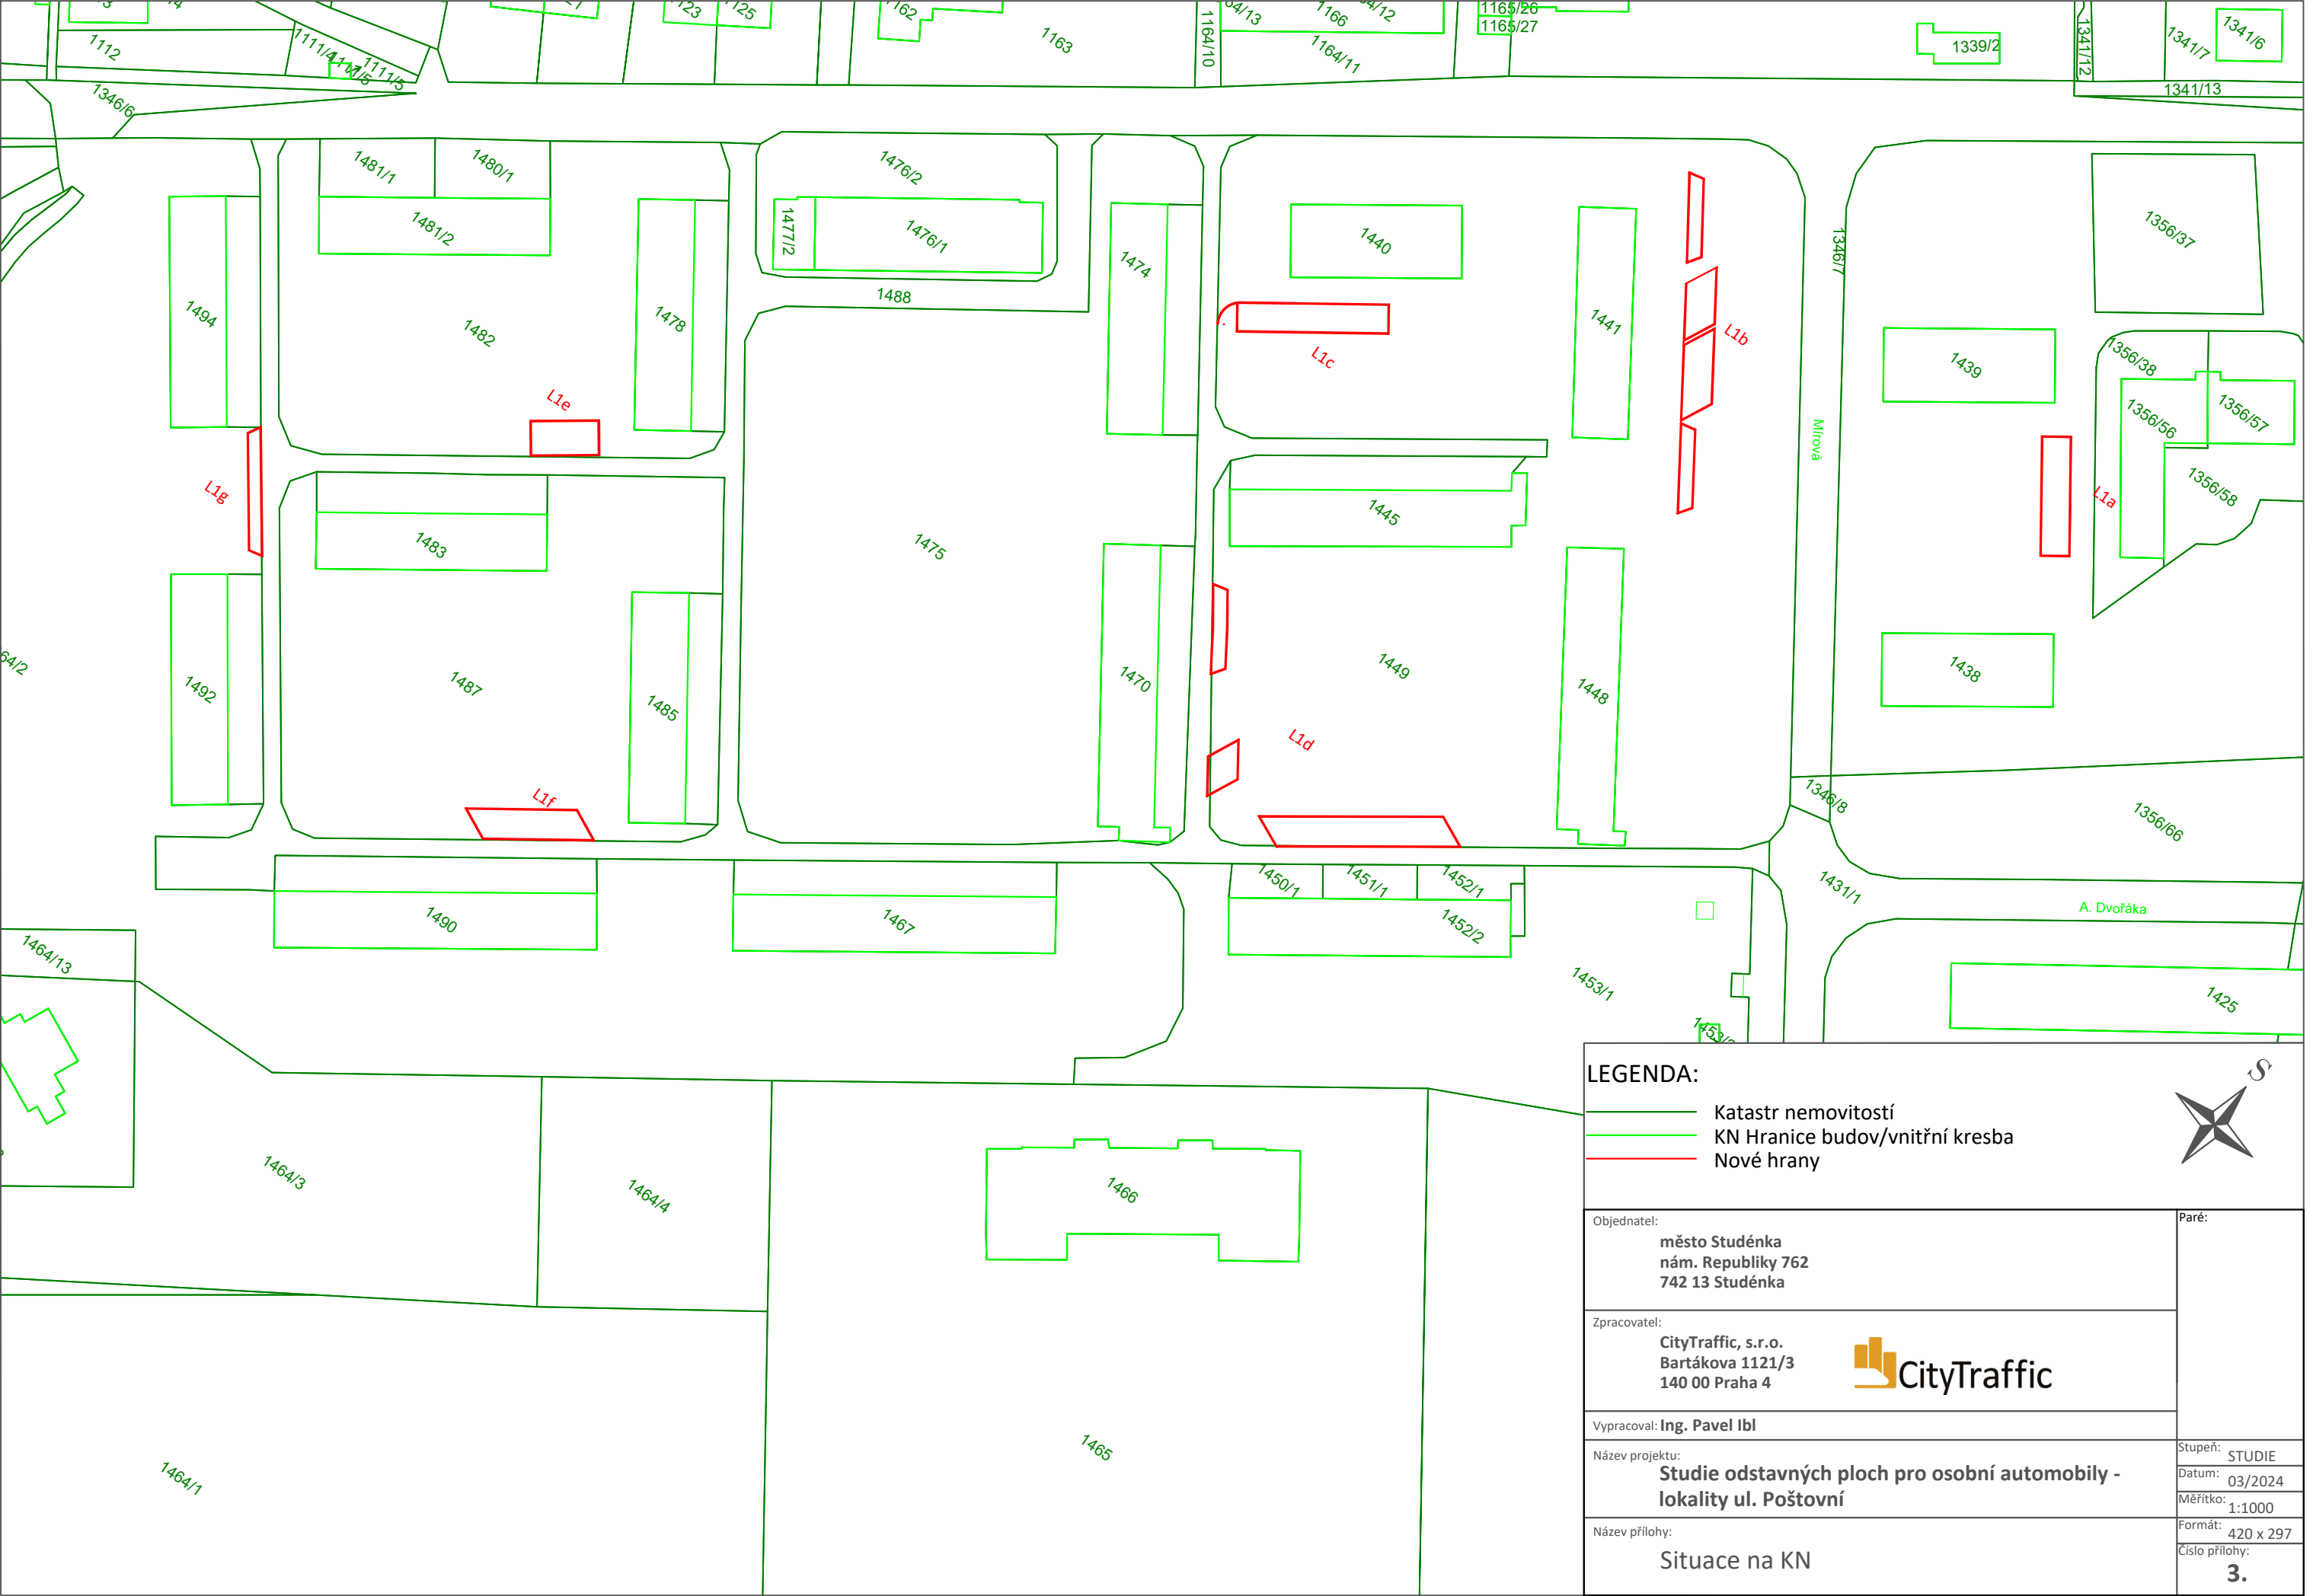 1162
1163
1164/10
1166
1164/11
1165/26
1165/27
1339/2
1341/12
1341/7
1341/6
1341/13
1112
1111/4
1111/5
1346/6
1481/1
1480/1
1481/2
1476/2
1477/2
1476/1
1474
1440
1441
1346/7
1356/37
1494
1482
1478
1488
L1c
L1b
1439
1356/38
1356/56
1356/57
1356/58
L1e
L1g
L1a
Mírová
1483
1475
1445
1492
1487
1485
1470
1449
1448
1438
L1d
L1f
1346/8
1356/66
1450/1
1451/1
1452/1
1431/1
A. Dvořáka
1490
1467
1452/2
1464/13
1453/1
1425
1464/3
1464/4
1466
1465
1464/1
LEGENDA:
S
Katastr nemovitostí
KN Hranice budov/vnitřní kresba
Nové hrany
Objednatel:
město Studénka
nám. Republiky 762
742 13 Studénka
Paré:
Zpracovatel:
CityTraffic, s.r.o.
Bartákova 1121/3
140 00 Praha 4
CityTraffic
Vypracoval: Ing. Pavel Ibl
Název projektu:
Studie odstavných ploch pro osobní automobily -
lokality ul. Poštovní
Stupeň: STUDIE
Datum: 03/2024
Měřítko: 1:1000
Formát: 420 x 297
Název přílohy:
Situace na KN
Číslo přílohy:
3.